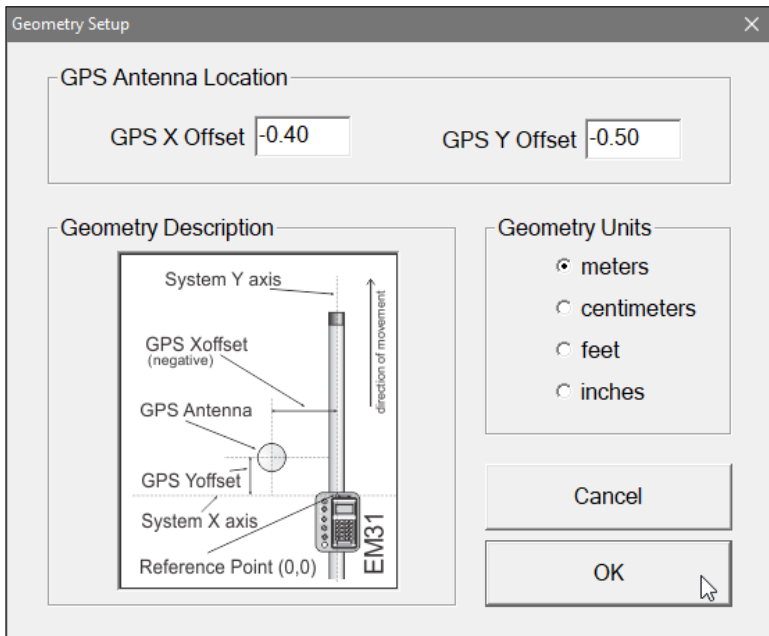 Geometry Setup
GPS Antenna Location
GPS X Offset -0.40
GPS Y Offset -0.50
Geometry Description
System Y axis
GPS Xoffset
(negative)
direction of movement
GPS Antenna
GPS Yoffset
System X axis
Reference Point (0,0)
EM31
Geometry Units
meters
centimeters
feet
inches
Cancel
OK